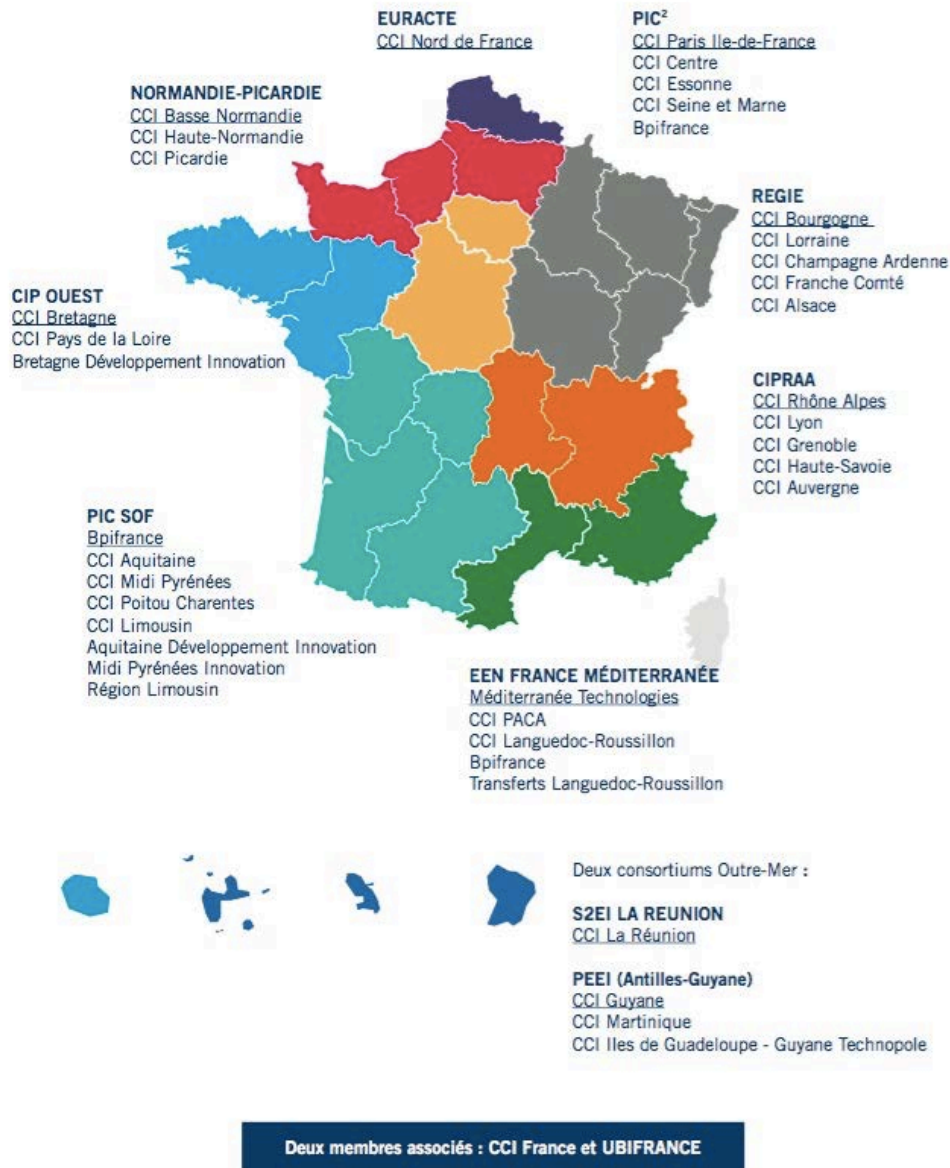 EURACTE
CCI Nord de France
PIC²
CCI Paris Ile-de-France
CCI Centre
CCI Essonne
CCI Seine et Marne
Bpifrance
NORMANDIE-PICARDIE
CCI Basse Normandie
CCI Haute-Normandie
CCI Picardie
REGIE
CCI Bourgogne
CCI Lorraine
CCI Champagne Ardenne
CCI Franche Comté
CCI Alsace
CIP OUEST
CCI Bretagne
CCI Pays de la Loire
Bretagne Développement Innovation
CIPRAA
CCI Rhône Alpes
CCI Lyon
CCI Grenoble
CCI Haute-Savoie
CCI Auvergne
PIC SOF
Bpifrance
CCI Aquitaine
CCI Midi Pyrénées
CCI Poitou Charentes
CCI Limousin
Aquitaine Développement Innovation
Midi Pyrénées Innovation
Région Limousin
EEN FRANCE MÉDITERRANÉE
Méditerranée Technologies
CCI PACA
CCI Languedoc-Roussillon
Bpifrance
Transferts Languedoc-Roussillon
Deux consortiums Outre-Mer :
S2EI LA REUNION
CCI La Réunion
PEEI (Antilles-Guyane)
CCI Guyane
CCI Martinique
CCI Iles de Guadeloupe - Guyane Technopole
Deux membres associés : CCI France et UBIFRANCE